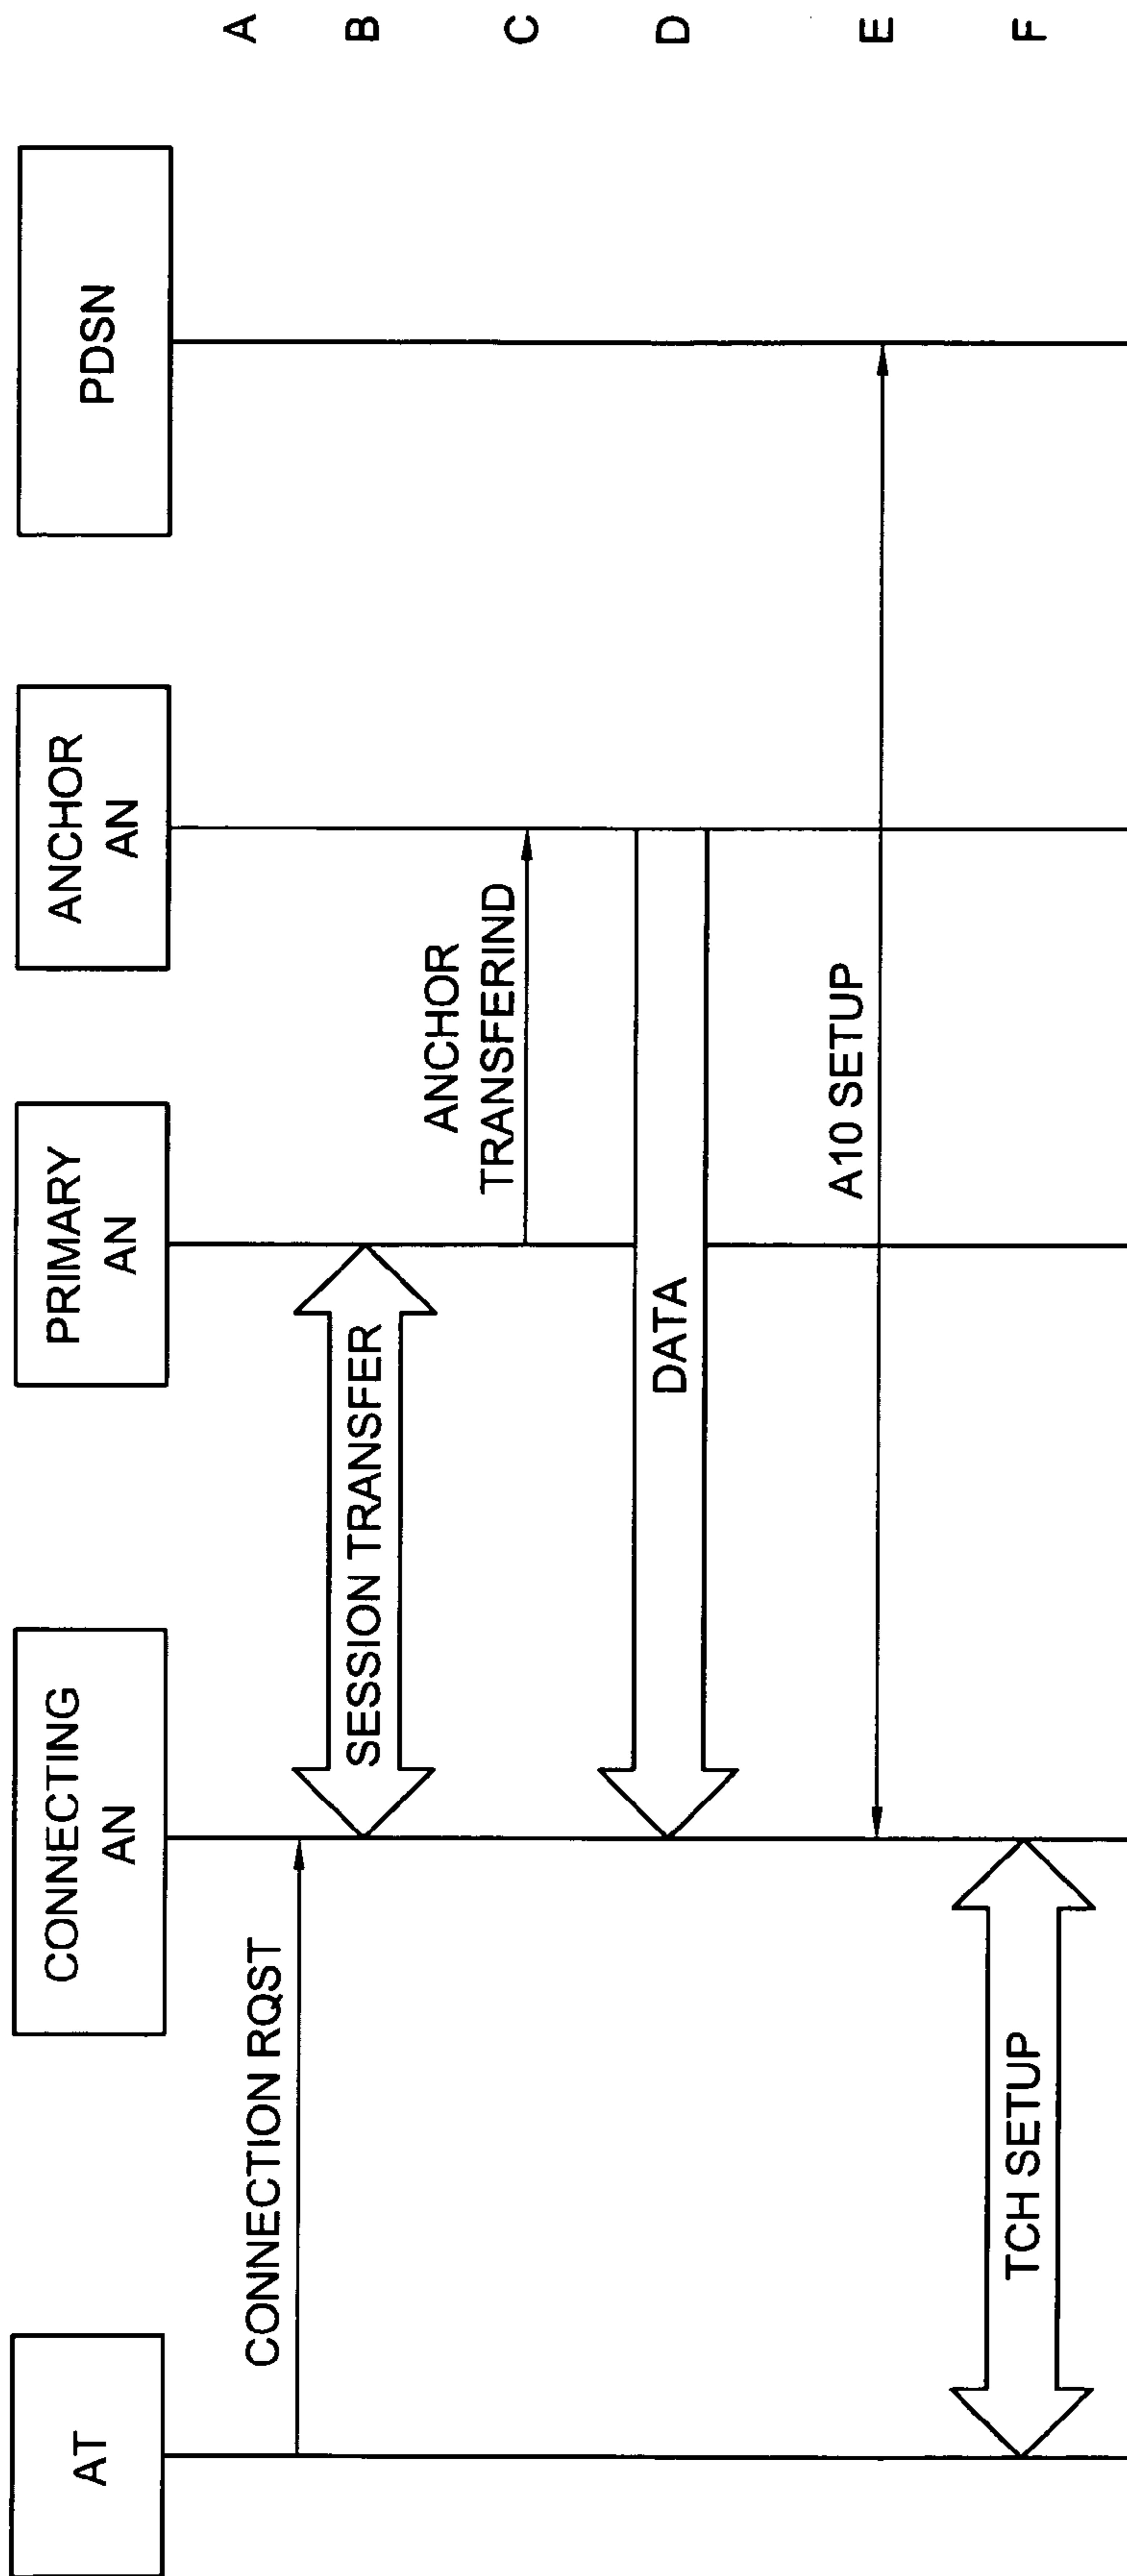 AT
CONNECTING
AN
PRIMARY
AN
ANCHOR
AN
PDSN
CONNECTION RQST
A
SESSION TRANSFER
B
ANCHOR
TRANSFERIND
C
DATA
D
A10 SETUP
E
TCH SETUP
F